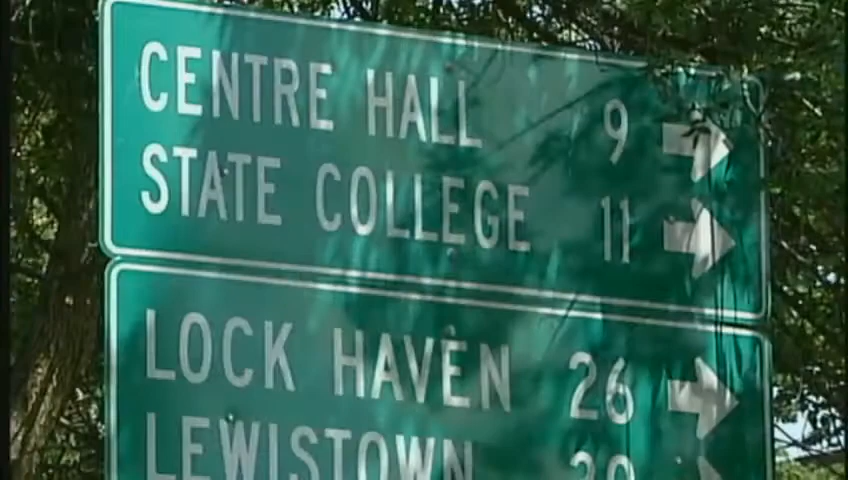 CENTRE HALL 9
STATE COLLEGE 11
LOCK HAVEN 26
LEWISTOWN